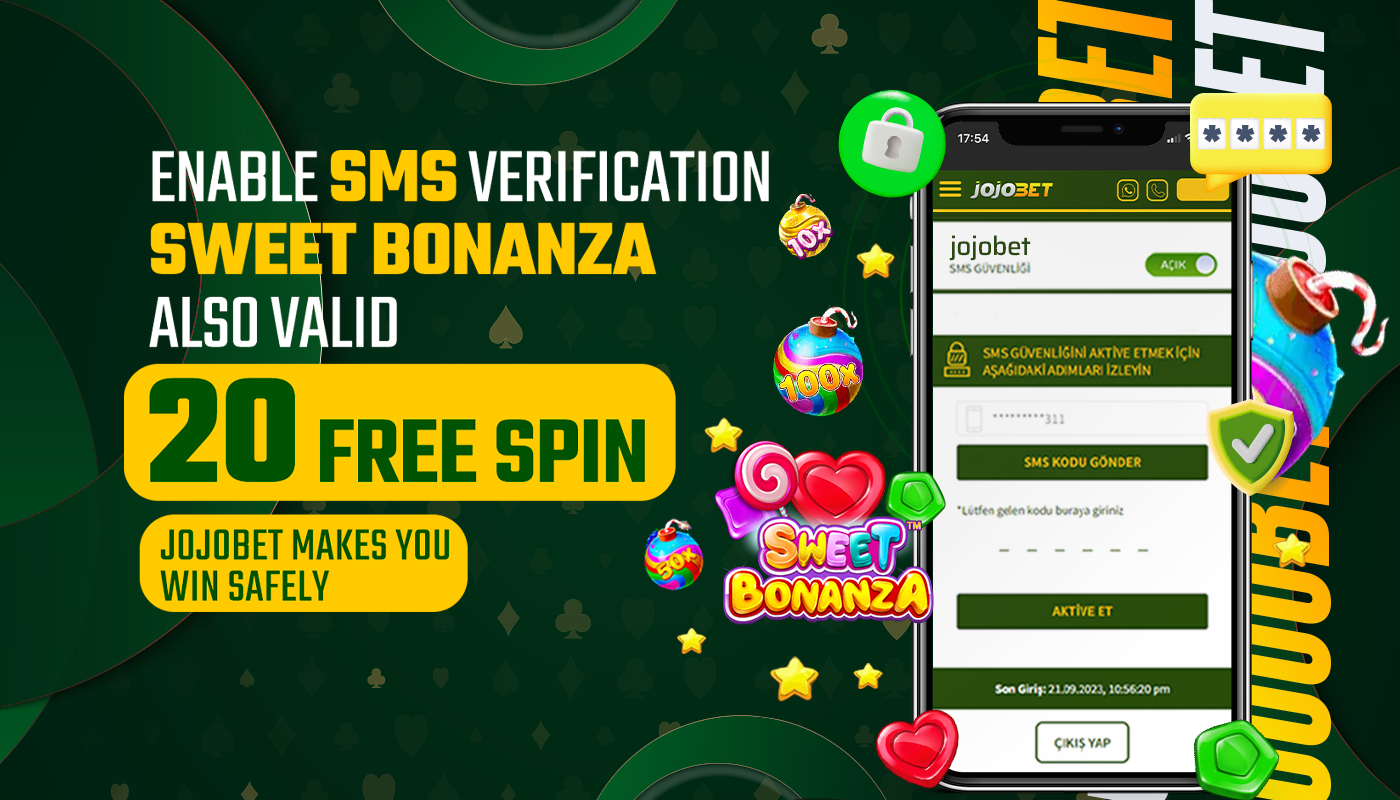 ENABLE SMS VERIFICATION
SWEET BONANZA
ALSO VALID
20 FREE SPIN
JOJOBET MAKES YOU
WIN SAFELY
10x
100x
50x
SWEET
BONANZA™
17:54
* * * *
JOJOBET
jojobet
SMS GÜVENLİĞİ
AÇIK
SMS GÜVENLİĞİNİ AKTİVE ETMEK İÇİN
AŞAĞIDAKİ ADIMLARI İZLEYİN
*********311
SMS KODU GÖNDER
*Lütfen gelen kodu buraya giriniz
_ _ _ _ _ _
AKTİVE ET
Son Giriş: 21.09.2023, 10:56:20 pm
ÇIKIŞ YAP